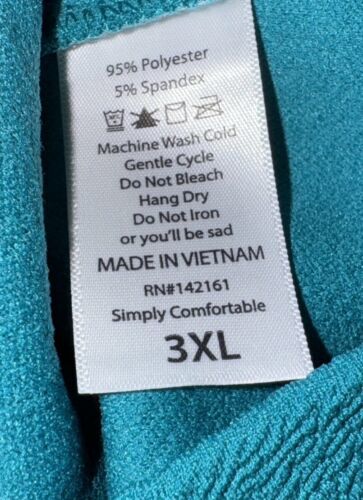 95% Polyester
5% Spandex
Machine Wash Cold
Gentle Cycle
Do Not Bleach
Hang Dry
Do Not Iron
or you'll be sad
MADE IN VIETNAM
RN#142161
Simply Comfortable
3XL